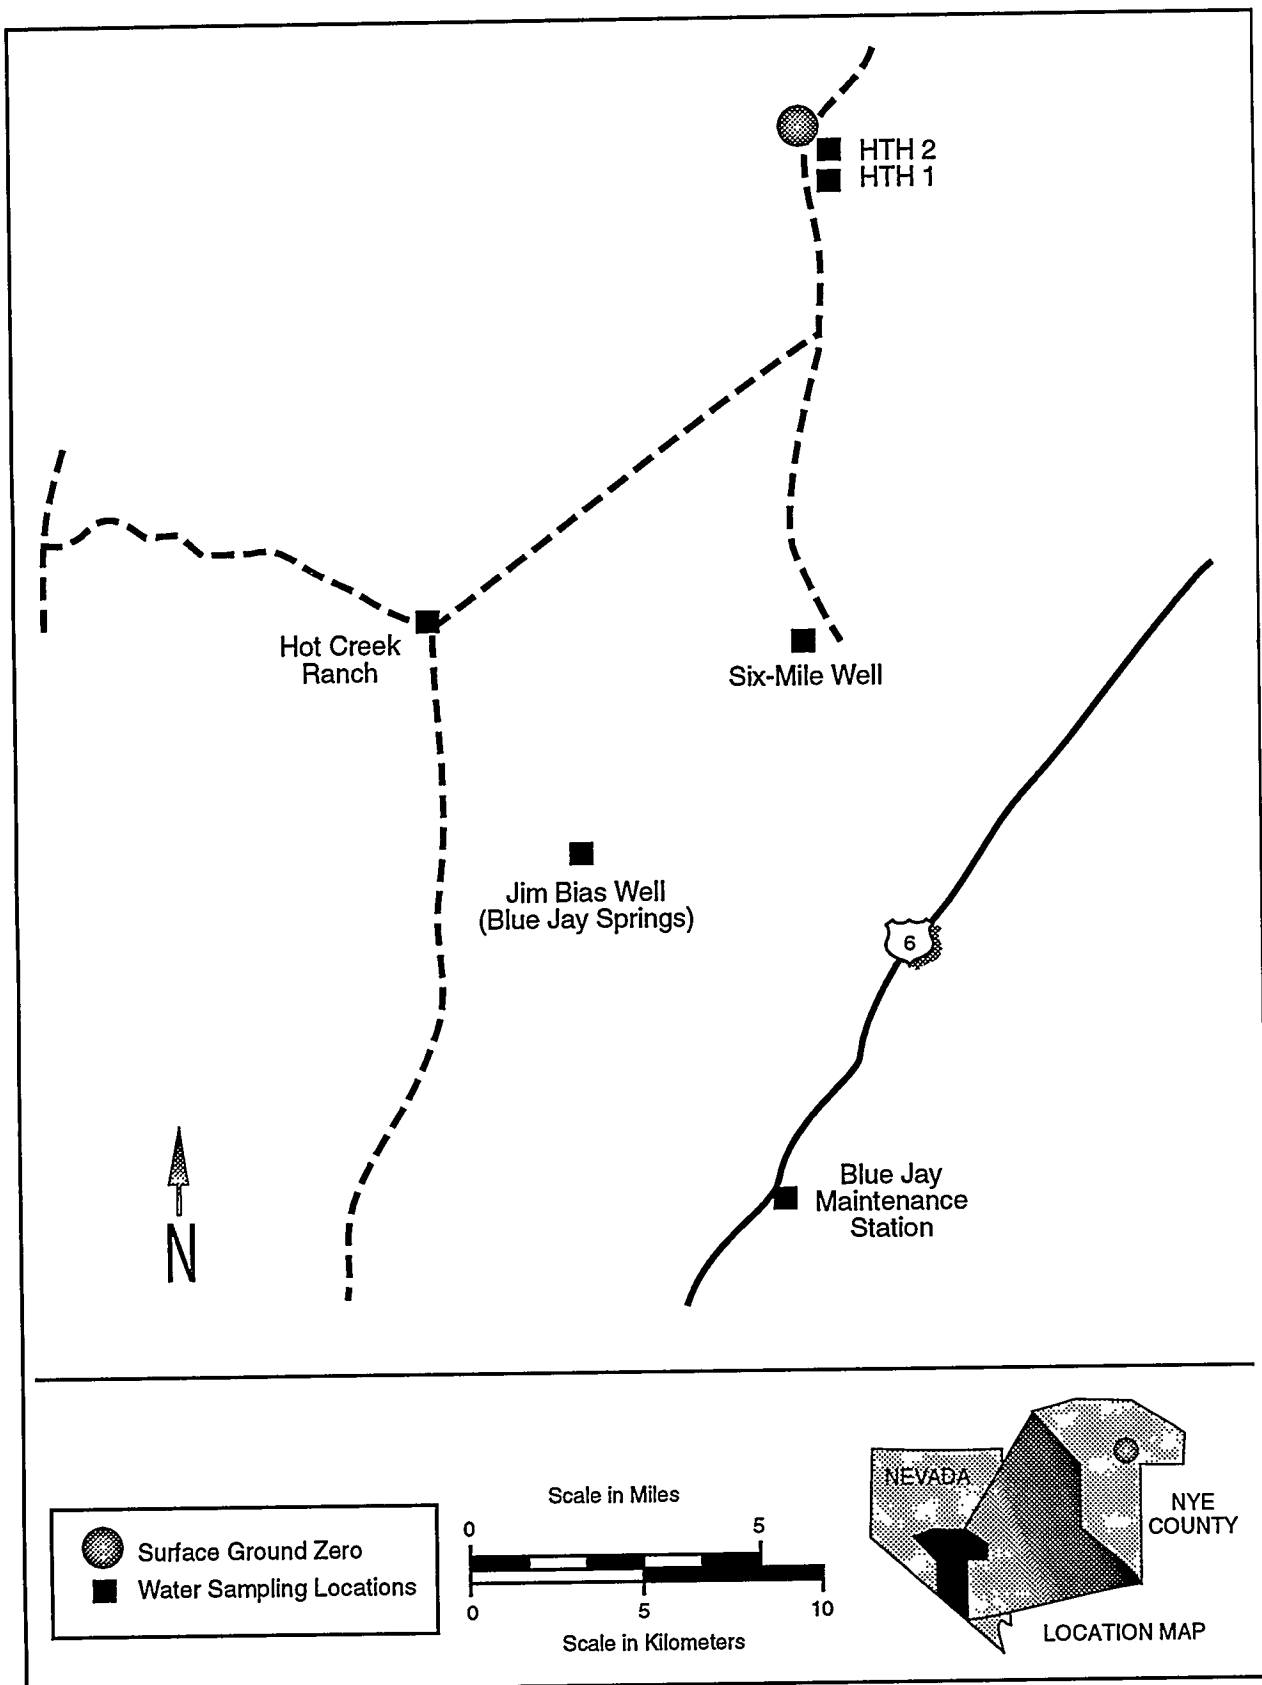 HTH 2
HTH 1
Hot Creek
Ranch
Six-Mile Well
Jim Bias Well
(Blue Jay Springs)
6
Blue Jay
Maintenance
Station
N
Surface Ground Zero
Water Sampling Locations
Scale in Miles
0 5
0 5 10
Scale in Kilometers
NEVADA
NYE
COUNTY
LOCATION MAP